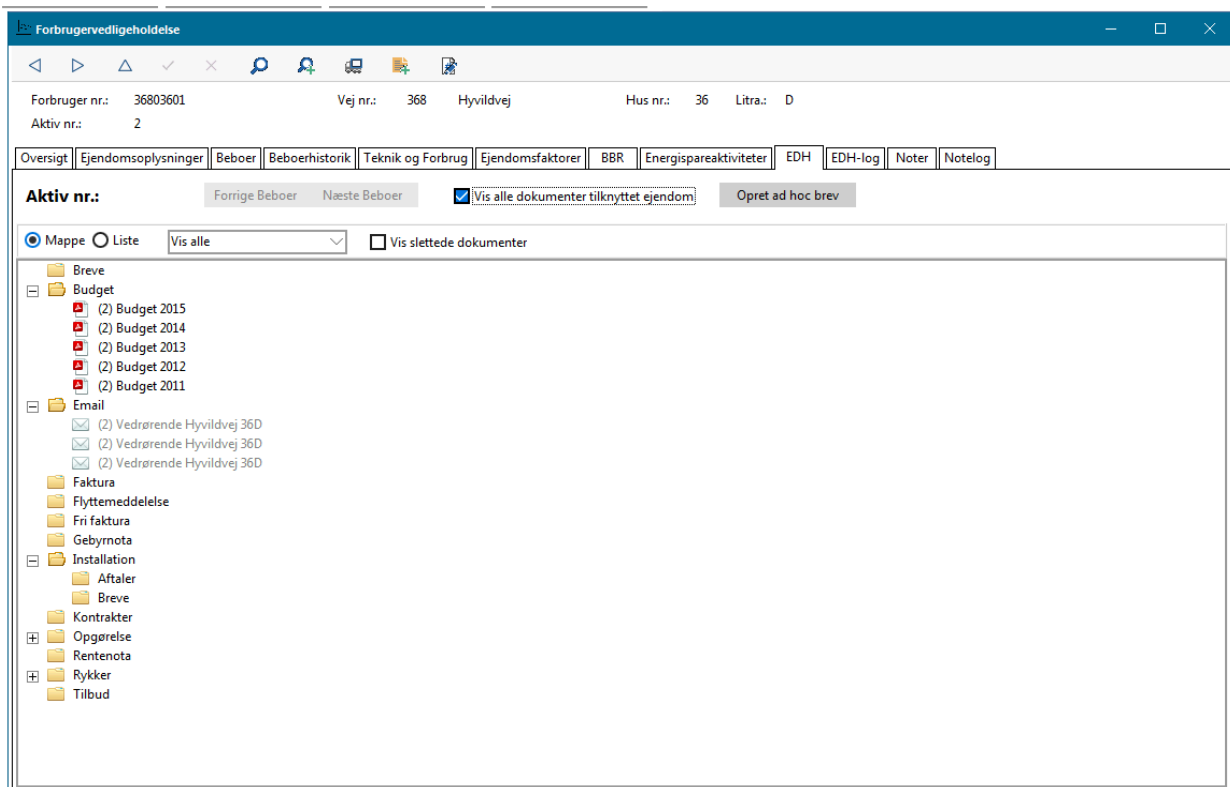 Forbrugervedligeholdelse
Forbruger nr.: 36803601 Vej nr.: 368 Hyvildvej Hus nr.: 36 Litra.: D
Aktiv nr.: 2
Oversigt Ejendomsoplysninger Beboer Beboerhistorik Teknik og Forbrug Ejendomsfaktorer BBR Energispareaktiviteter EDH EDH-log Noter Notelog
Aktiv nr.: Forrige Beboer Næste Beboer Vis alle dokumenter tilknyttet ejendom Opret ad hoc brev
Mappe Liste Vis alle Vis slettede dokumenter
Breve
Budget
(2) Budget 2015
(2) Budget 2014
(2) Budget 2013
(2) Budget 2012
(2) Budget 2011
Email
(2) Vedrørende Hyvildvej 36D
(2) Vedrørende Hyvildvej 36D
(2) Vedrørende Hyvildvej 36D
Faktura
Flyttemeddelelse
Fri faktura
Gebyrnota
Installation
Aftaler
Breve
Kontrakter
Opgørelse
Rentenota
Rykker
Tilbud